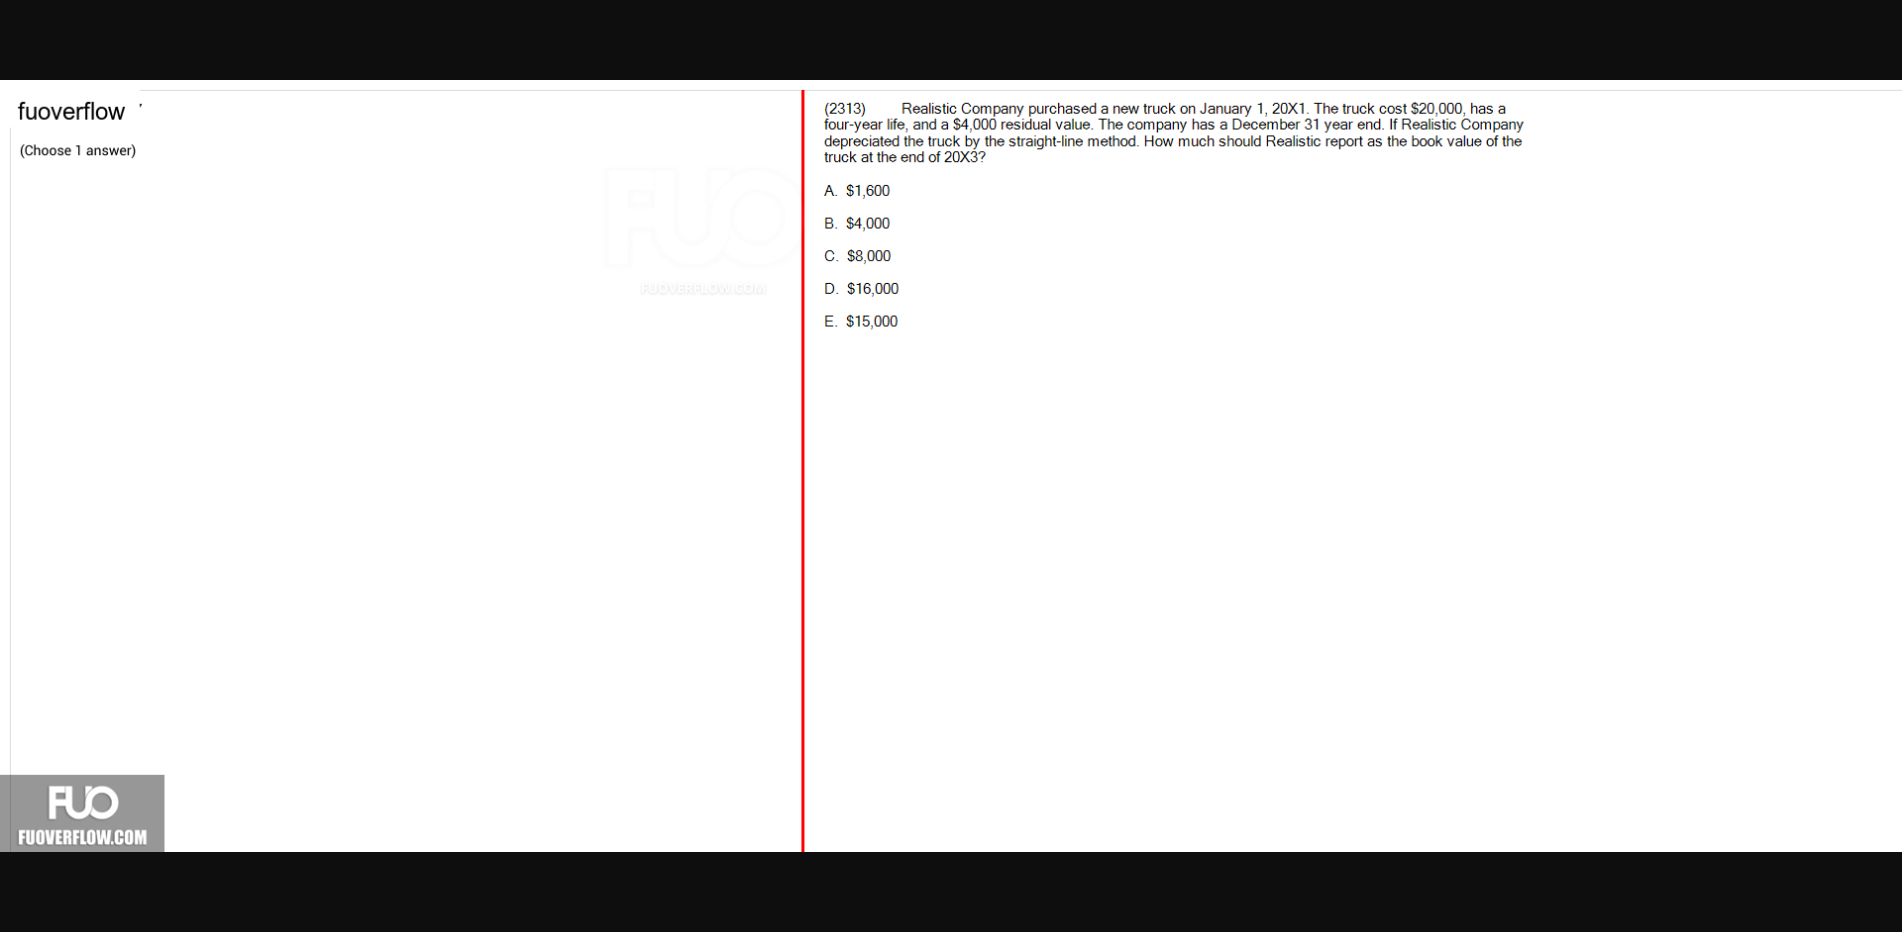 fuoverflow
(Choose 1 answer)
FUO
FUOVERFLOW.COM
(2313) Realistic Company purchased a new truck on January 1, 20X1. The truck cost $20,000, has a
four-year life, and a $4,000 residual value. The company has a December 31 year end. If Realistic Company
depreciated the truck by the straight-line method. How much should Realistic report as the book value of the
truck at the end of 20X3?
A. $1,600
B. $4,000
C. $8,000
D. $16,000
E. $15,000
FUO
FUOVERFLOW.COM